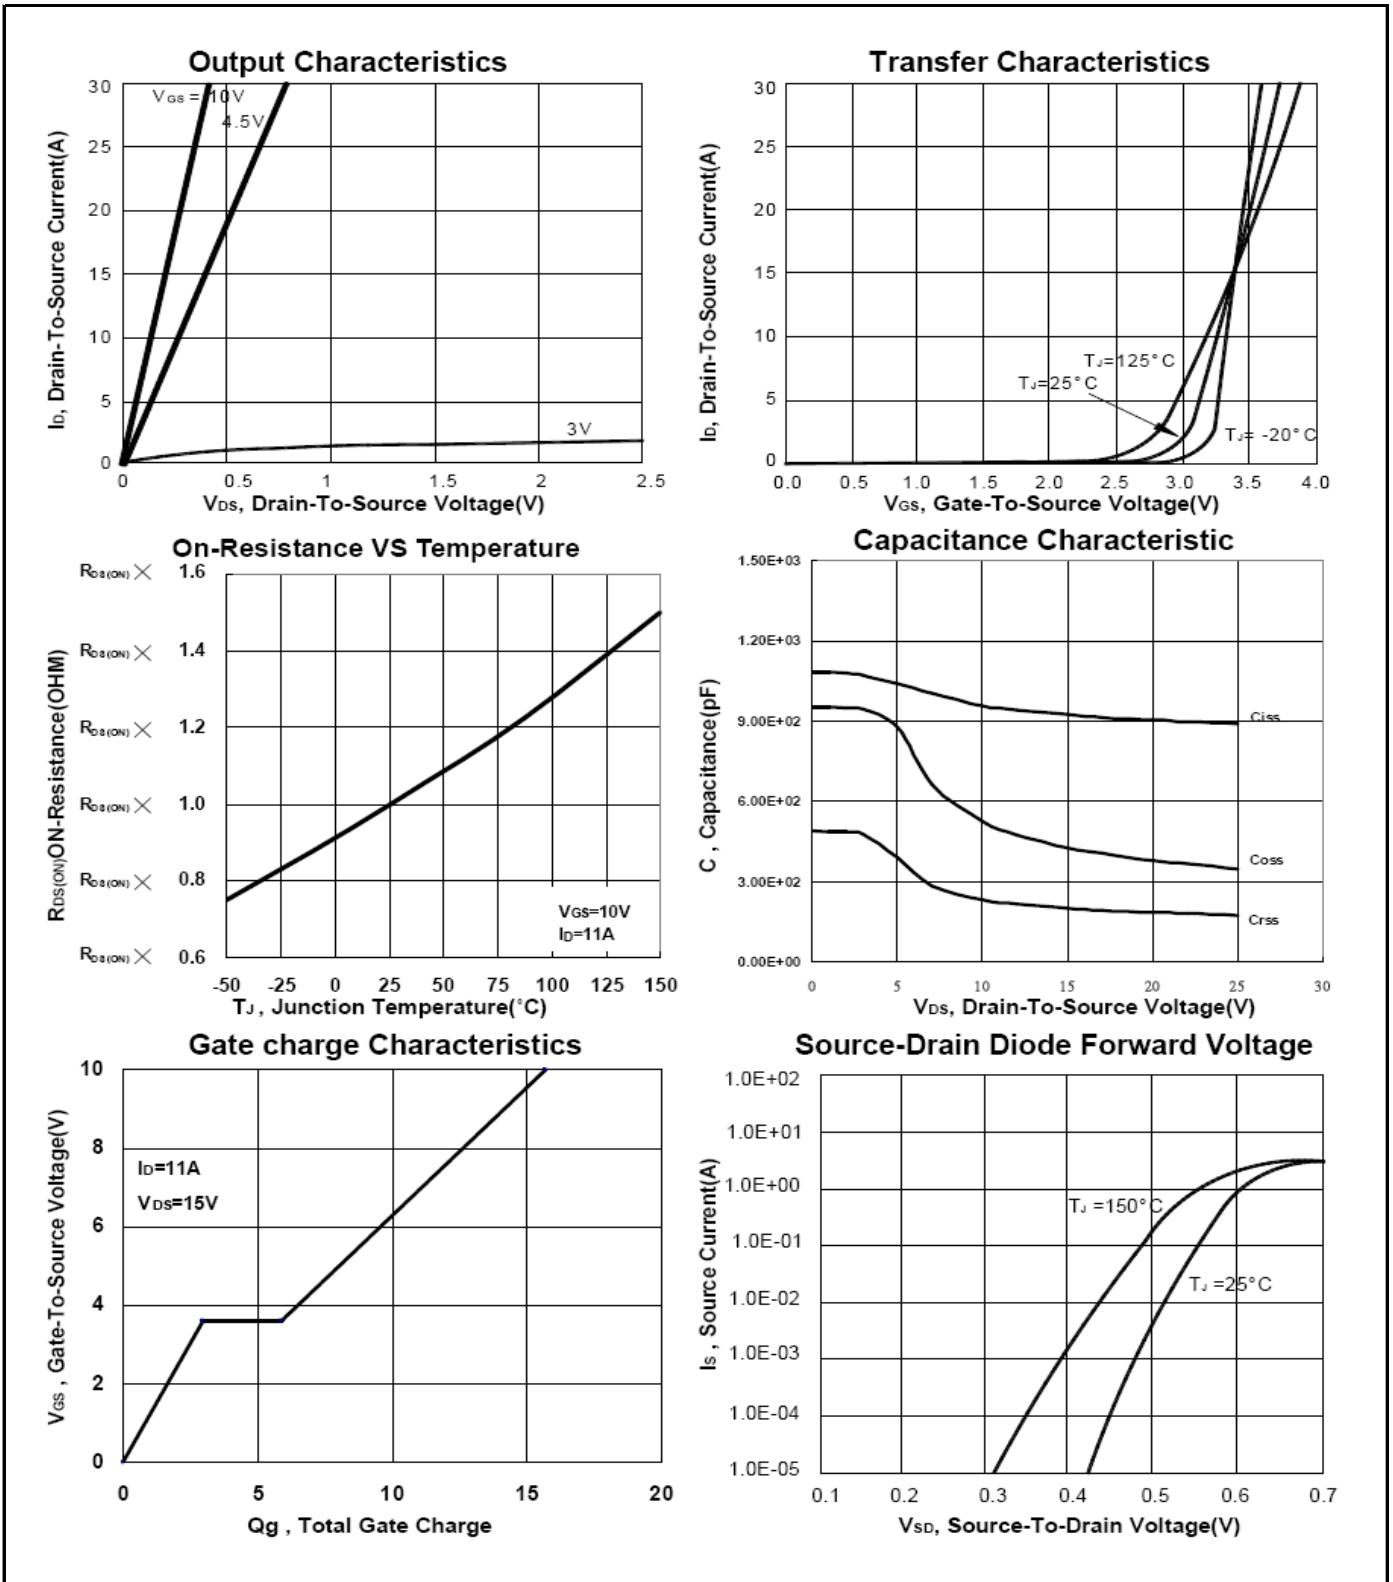 Output Characteristics
30
25
20
15
10
5
0
ID, Drain-To-Source Current(A)
VGS = 10V
4.5V
3V
0 0.5 1 1.5 2 2.5
VDS, Drain-To-Source Voltage(V)
Transfer Characteristics
30
25
20
15
10
5
0
ID, Drain-To-Source Current(A)
TJ=125°C
TJ=25°C
TJ= -20°C
0.0 0.5 1.0 1.5 2.0 2.5 3.0 3.5 4.0
VGS, Gate-To-Source Voltage(V)
On-Resistance VS Temperature
RDS(ON) × 1.6
RDS(ON) × 1.4
RDS(ON) × 1.2
RDS(ON) × 1.0
RDS(ON) × 0.8
RDS(ON) × 0.6
RDS(ON)ON-Resistance(OHM)
VGS=10V
ID=11A
-50 -25 0 25 50 75 100 125 150
TJ , Junction Temperature(°C)
Capacitance Characteristic
1.50E+03
1.20E+03
9.00E+02
6.00E+02
3.00E+02
0.00E+00
C , Capacitance(pF)
Ciss
Coss
Crss
0 5 10 15 20 25 30
VDS, Drain-To-Source Voltage(V)
Gate charge Characteristics
10
8
6
4
2
0
VGS , Gate-To-Source Voltage(V)
ID=11A
VDS=15V
0 5 10 15 20
Qg , Total Gate Charge
Source-Drain Diode Forward Voltage
1.0E+02
1.0E+01
1.0E+00
1.0E-01
1.0E-02
1.0E-03
1.0E-04
1.0E-05
IS , Source Current(A)
TJ =150°C
TJ =25°C
0.1 0.2 0.3 0.4 0.5 0.6 0.7
VSD, Source-To-Drain Voltage(V)